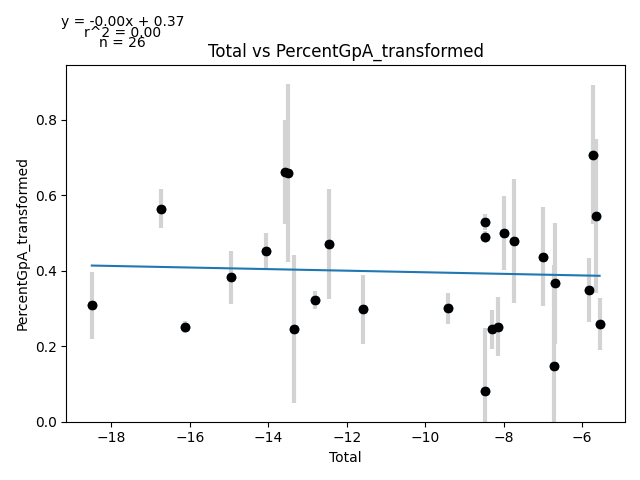 y = -0.00x + 0.37
r^2 = 0.00
n = 26
Total vs PercentGpA_transformed
PercentGpA_transformed
0.8
0.6
0.4
0.2
0.0
−18 −16 −14 −12 −10 −8 −6
Total